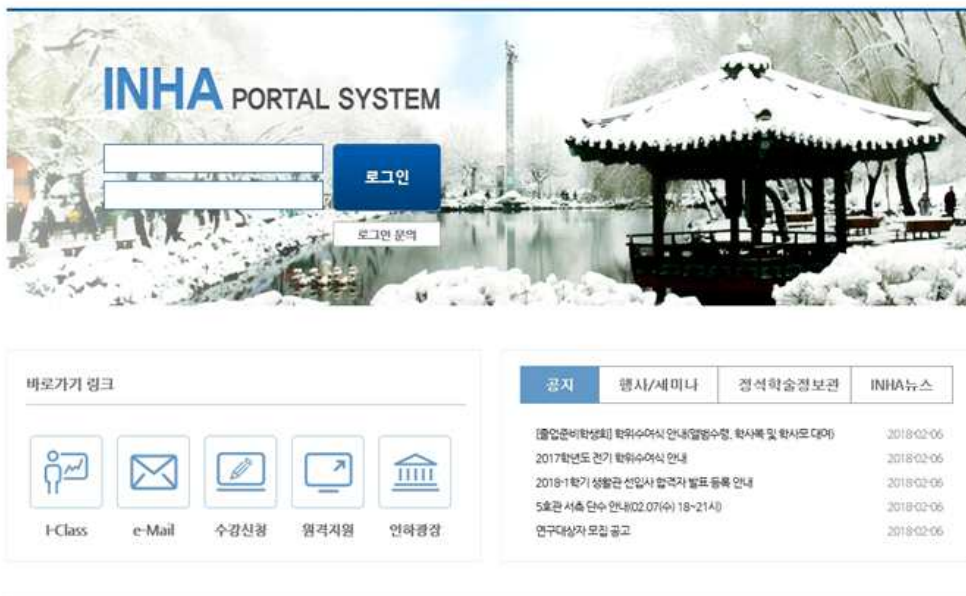 INHA PORTAL SYSTEM
로그인
로그인 문의
바로가기 링크
I-Class
e-Mail
수강신청
원격지원
인하광장
공지
행사/세미나
정석학술정보관
INHA뉴스
[졸업준비학생회] 학위수여식 안내(앨범수령, 학사복 및 학사모 대여) 2018-02-06
2017학년도 전기 학위수여식 안내 2018-02-06
2018-1학기 생활관 선입사 합격자 발표 등록 안내 2018-02-06
5호관 서측 단수 안내(02.07(수) 18~21시) 2018-02-06
연구대상자 모집 공고 2018-02-06